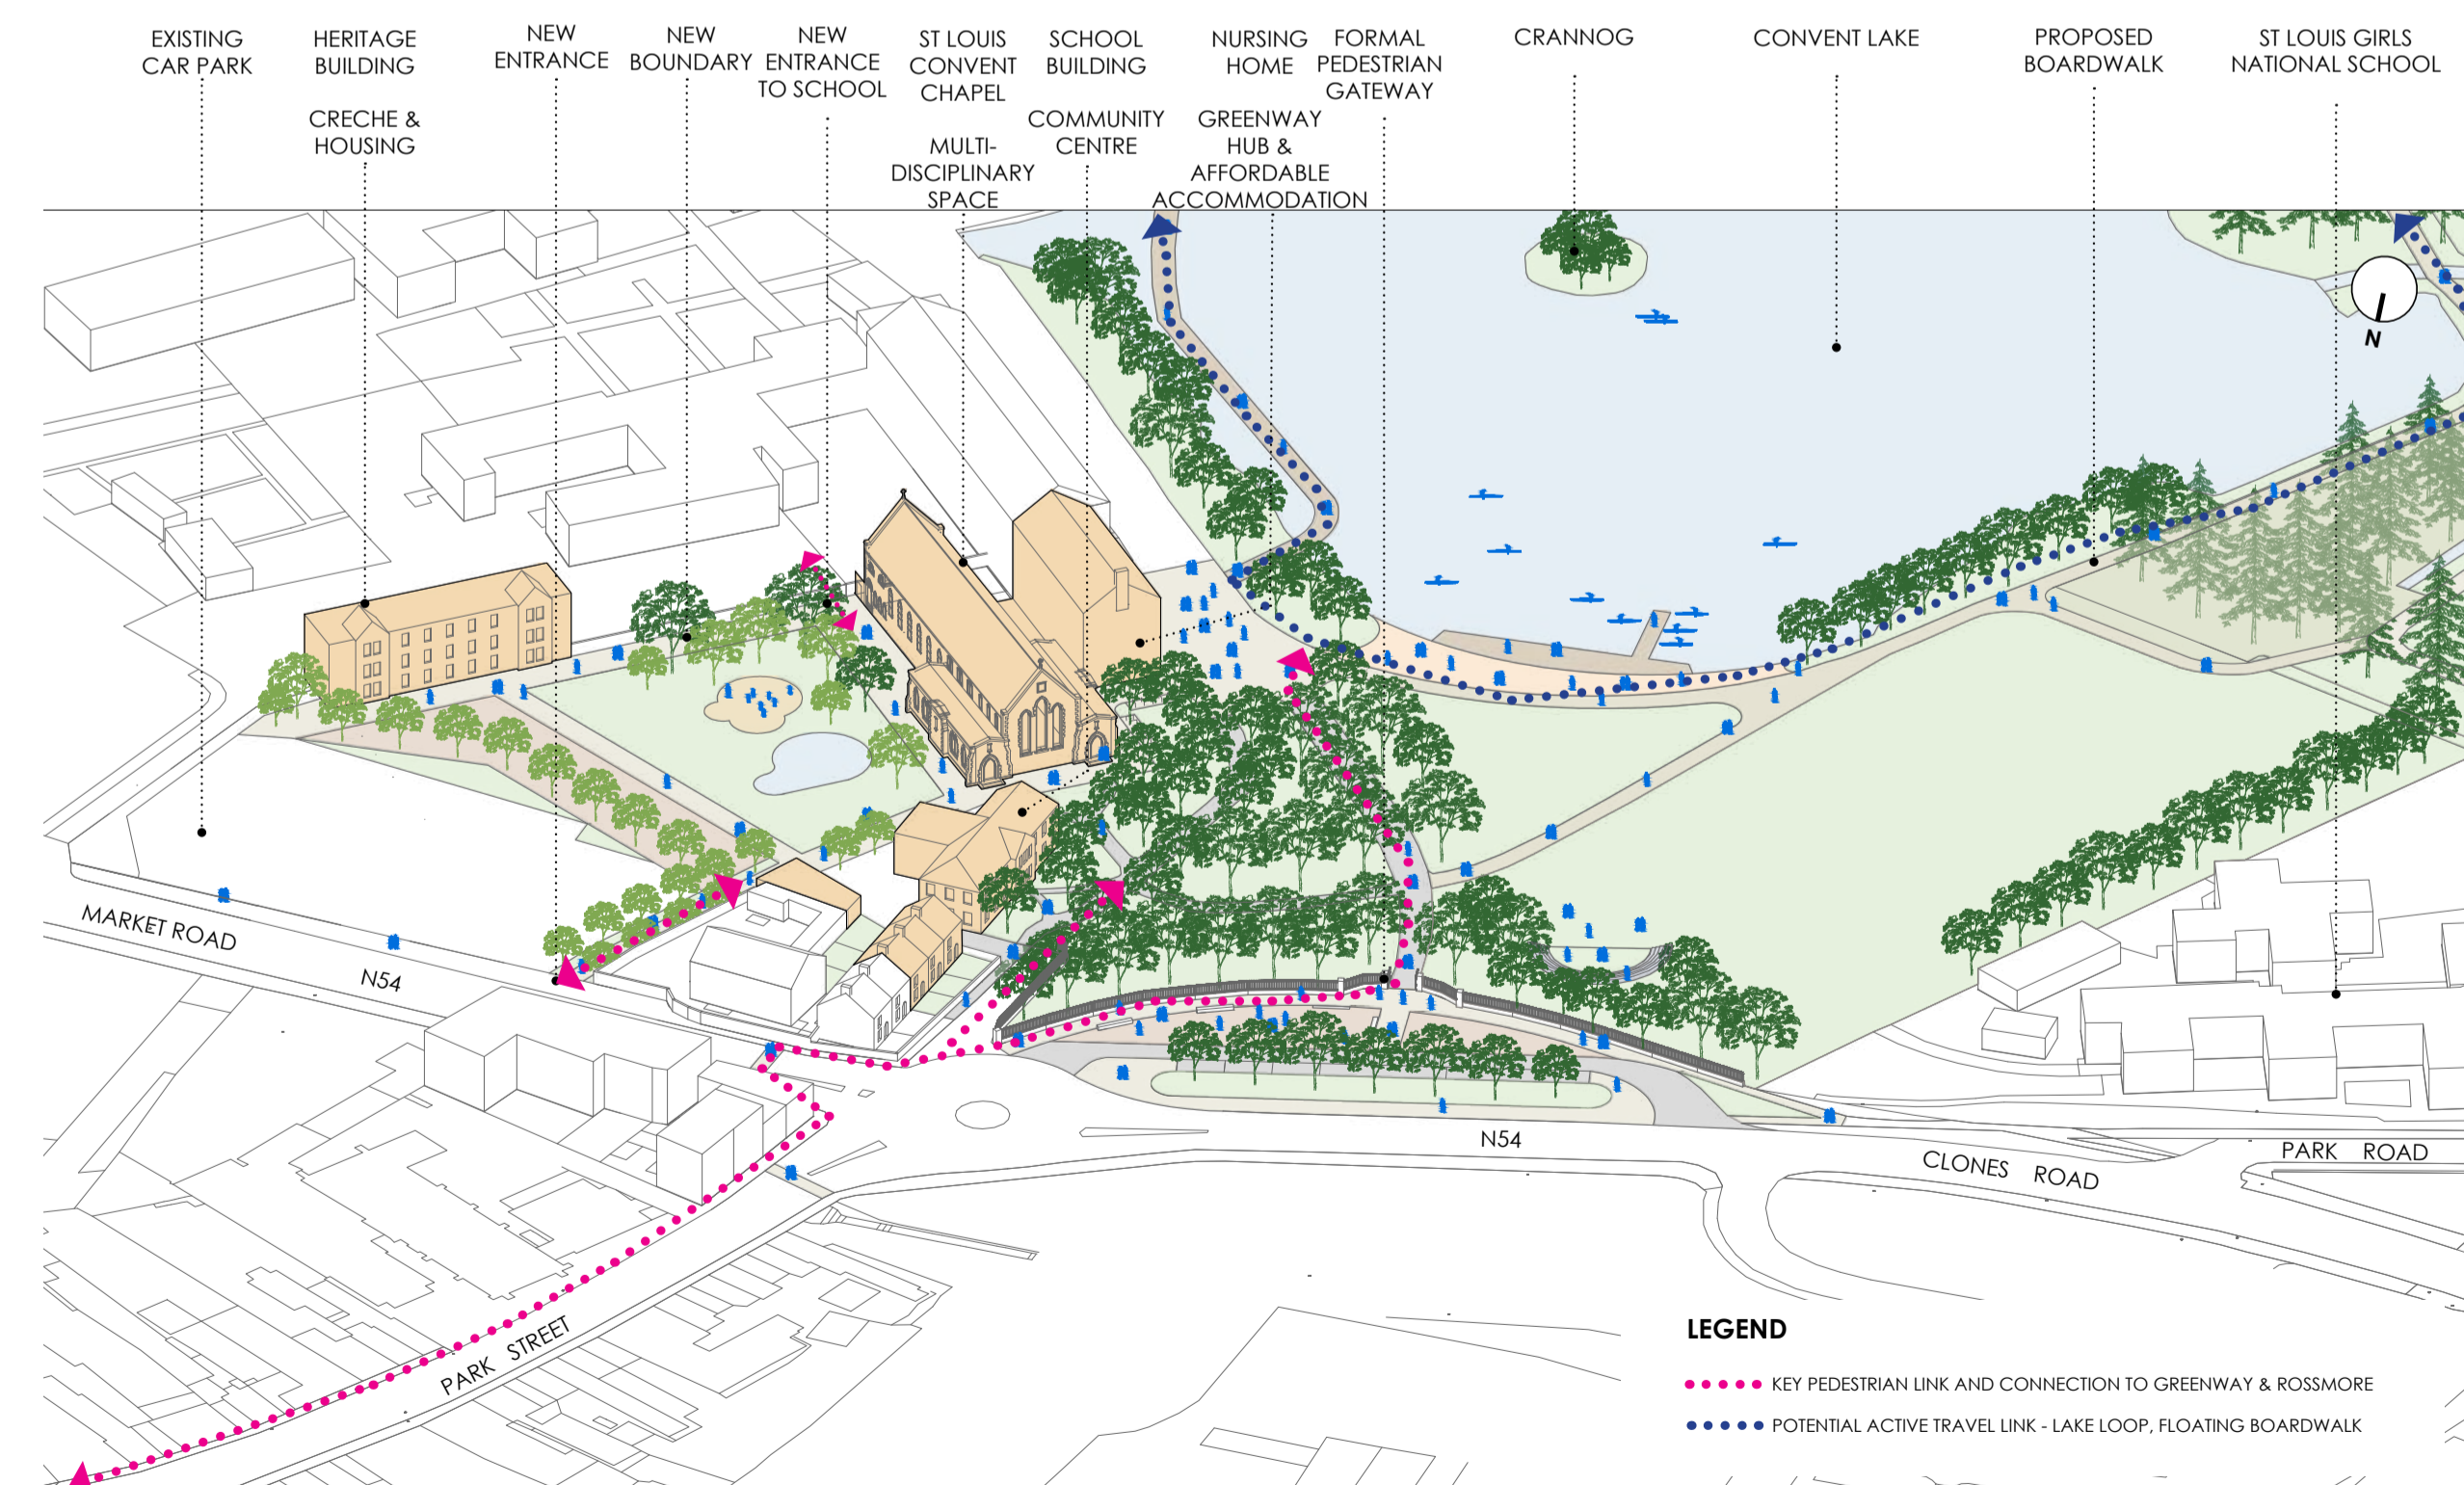 EXISTING
CAR PARK
HERITAGE
BUILDING
CRECHE &
HOUSING
NEW
ENTRANCE
NEW
BOUNDARY
NEW
ENTRANCE
TO SCHOOL
ST LOUIS
CONVENT
CHAPEL
MULTI-
DISCIPLINARY
SPACE
SCHOOL
BUILDING
COMMUNITY
CENTRE
NURSING
HOME
GREENWAY
HUB &
AFFORDABLE
ACCOMMODATION
FORMAL
PEDESTRIAN
GATEWAY
CRANNOG
CONVENT LAKE
PROPOSED
BOARDWALK
ST LOUIS GIRLS
NATIONAL SCHOOL
N
MARKET ROAD
N54
N54
CLONES ROAD
PARK ROAD
PARK STREET
LEGEND
KEY PEDESTRIAN LINK AND CONNECTION TO GREENWAY & ROSSMORE
POTENTIAL ACTIVE TRAVEL LINK - LAKE LOOP, FLOATING BOARDWALK